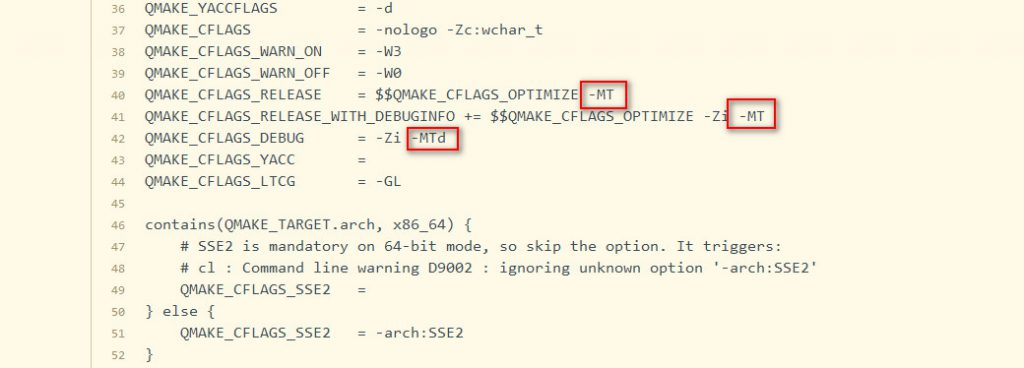 36 QMAKE_YACCFLAGS = -d
37 QMAKE_CFLAGS = -nologo -Zc:wchar_t
38 QMAKE_CFLAGS_WARN_ON = -W3
39 QMAKE_CFLAGS_WARN_OFF = -W0
40 QMAKE_CFLAGS_RELEASE = $$QMAKE_CFLAGS_OPTIMIZE -MT
41 QMAKE_CFLAGS_RELEASE_WITH_DEBUGINFO += $$QMAKE_CFLAGS_OPTIMIZE -Zi -MT
42 QMAKE_CFLAGS_DEBUG = -Zi -MTd
43 QMAKE_CFLAGS_YACC =
44 QMAKE_CFLAGS_LTCG = -GL
45
46 contains(QMAKE_TARGET.arch, x86_64) {
47 # SSE2 is mandatory on 64-bit mode, so skip the option. It triggers:
48 # cl : Command line warning D9002 : ignoring unknown option '-arch:SSE2'
49 QMAKE_CFLAGS_SSE2 =
50 } else {
51 QMAKE_CFLAGS_SSE2 = -arch:SSE2
52 }